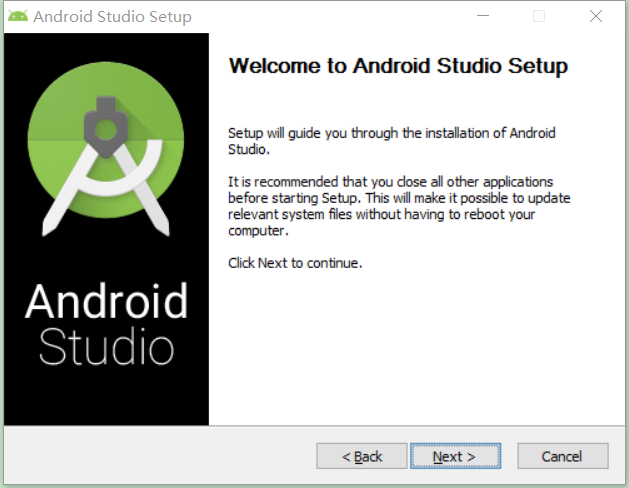 Android Studio Setup
Welcome to Android Studio Setup
Setup will guide you through the installation of Android
Studio.
It is recommended that you close all other applications
before starting Setup. This will make it possible to update
relevant system files without having to reboot your
computer.
Click Next to continue.
Android
Studio
< Back
Next >
Cancel